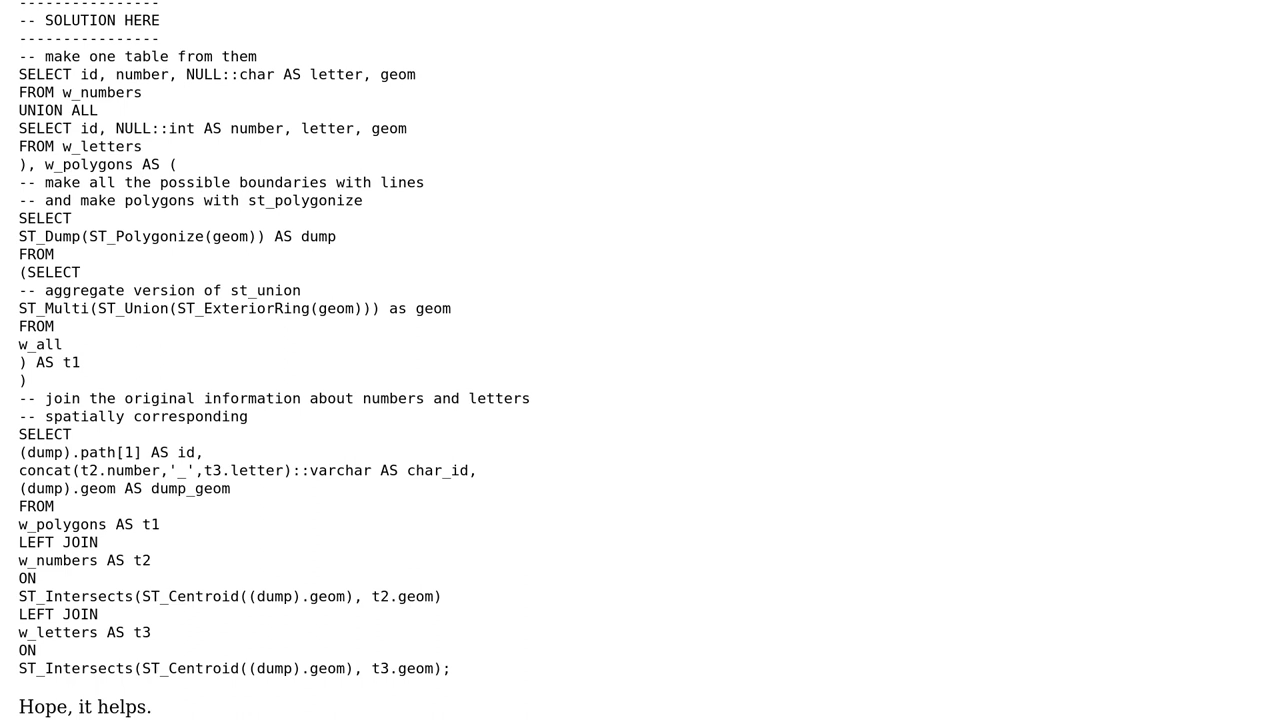 ----------------
-- SOLUTION HERE
----------------
-- make one table from them
SELECT id, number, NULL::char AS letter, geom
FROM w_numbers
UNION ALL
SELECT id, NULL::int AS number, letter, geom
FROM w_letters
), w_polygons AS (
-- make all the possible boundaries with lines
-- and make polygons with st_polygonize
SELECT
ST_Dump(ST_Polygonize(geom)) AS dump
FROM
(SELECT
-- aggregate version of st_union
ST_Multi(ST_Union(ST_ExteriorRing(geom))) as geom
FROM
w_all
) AS t1
)
-- join the original information about numbers and letters
-- spatially corresponding
SELECT
(dump).path[1] AS id,
concat(t2.number,'_',t3.letter)::varchar AS char_id,
(dump).geom AS dump_geom
FROM
w_polygons AS t1
LEFT JOIN
w_numbers AS t2
ON
ST_Intersects(ST_Centroid((dump).geom), t2.geom)
LEFT JOIN
w_letters AS t3
ON
ST_Intersects(ST_Centroid((dump).geom), t3.geom);
Hope, it helps.